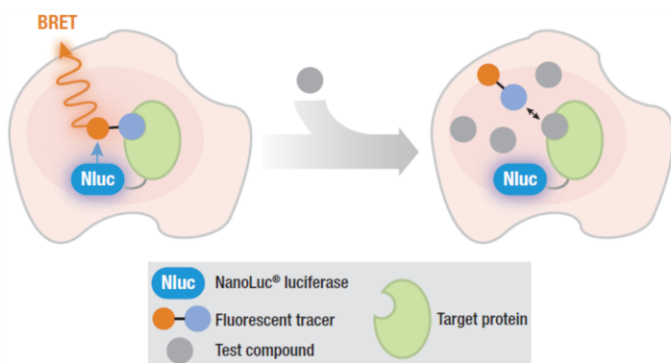 BRET
Nluc
Nluc
Nluc NanoLuc® luciferase
Fluorescent tracer
Target protein
Test compound